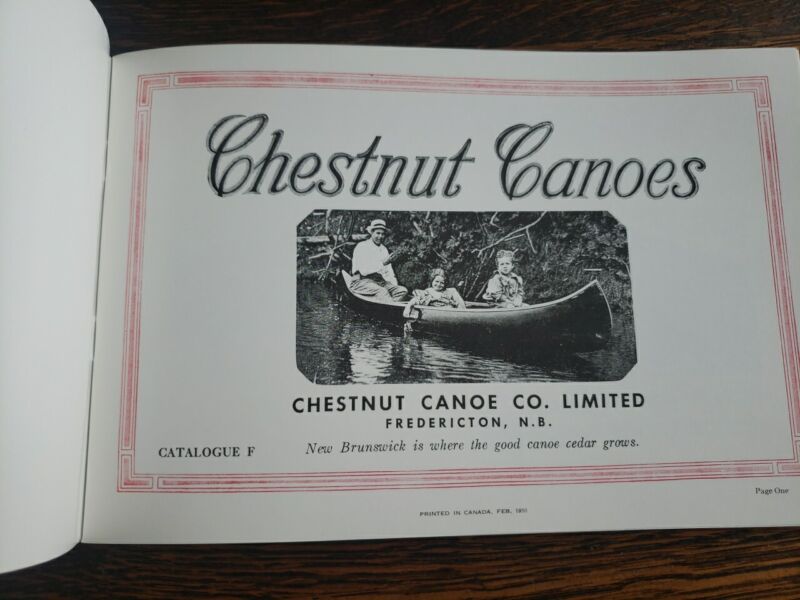 Chestnut Canoes
CHESTNUT CANOE CO. LIMITED
FREDERICTON, N.B.
CATALOGUE F
New Brunswick is where the good canoe cedar grows.
Page One
PRINTED IN CANADA, FEB,